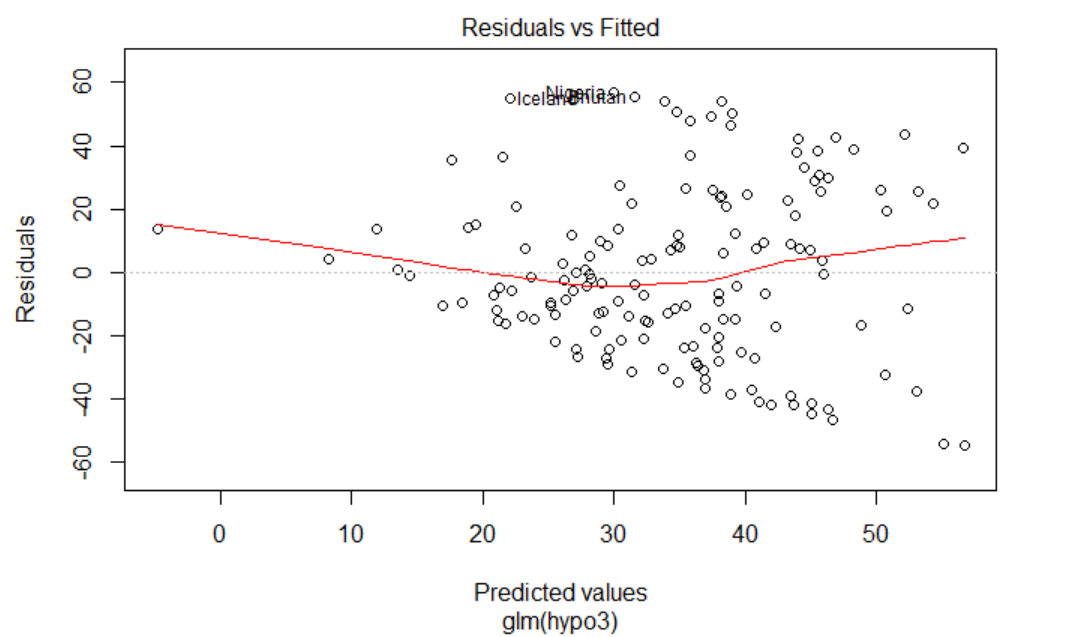 Residuals vs Fitted
Residuals
60
40
20
0
-20
-40
-60
Nigeria
Iceland
Bhutan
0 10 20 30 40 50
Predicted values
glm(hypo3)